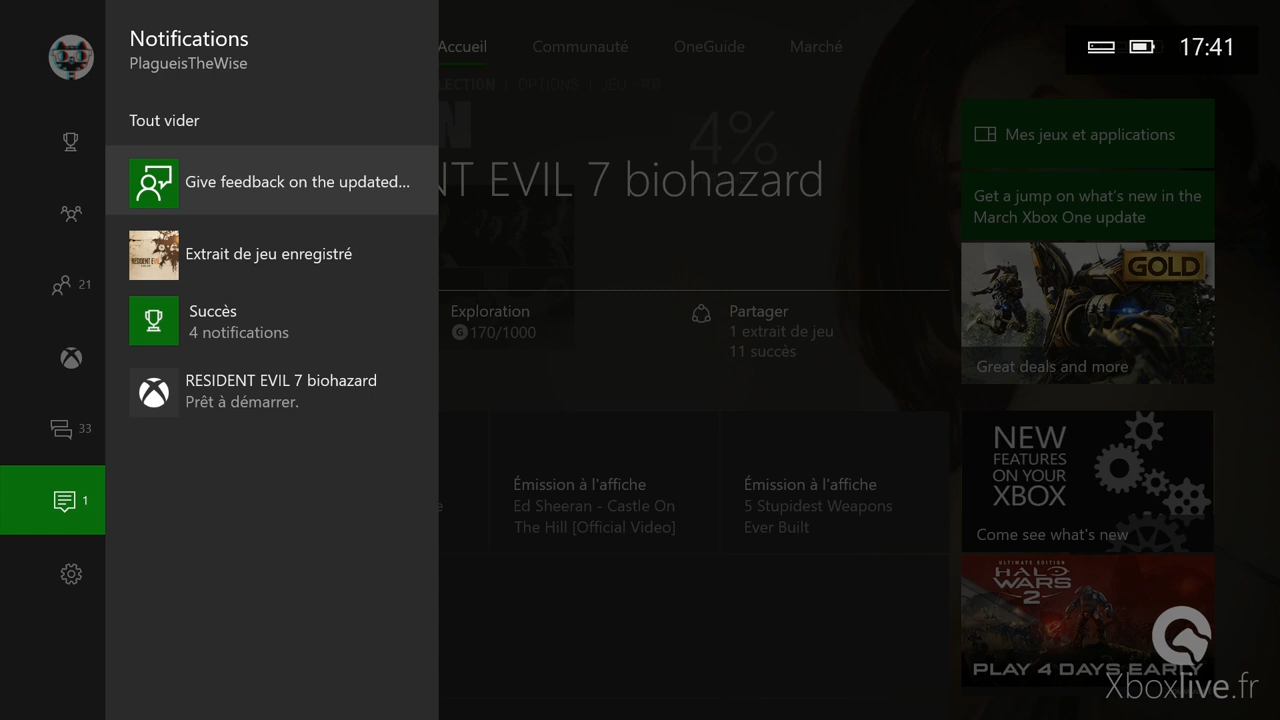 Notifications
PlagueisTheWise
Tout vider
Give feedback on the updated...
Extrait de jeu enregistré
Succès
4 notifications
RESIDENT EVIL 7 biohazard
Prêt à démarrer.
21
33
1
Accueil
Communauté
OneGuide
Marché
17:41
LECTION | OPTIONS | JEU
N
4%
NT EVIL 7 biohazard
Exploration
G 170/1000
Partager
1 extrait de jeu
11 succès
e
Émission à l'affiche
Ed Sheeran - Castle On
The Hill [Official Video]
Émission à l'affiche
5 Stupidest Weapons
Ever Built
Mes jeux et applications
Get a jump on what's new in the
March Xbox One update
GOLD
Great deals and more
NEW
FEATURES
ON YOUR
XBOX
Come see what's new
ULTIMATE EDITION
HALO
WARS
2
PLAY 4 DAYS EARLY
Xboxlive.fr